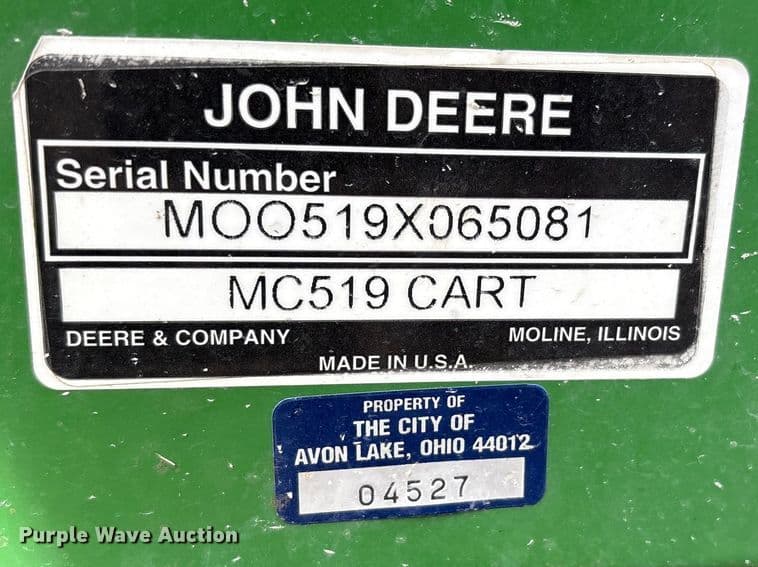 JOHN DEERE
Serial Number
MOO519X065081
MC519 CART
DEERE & COMPANY MOLINE, ILLINOIS
MADE IN U.S.A.
PROPERTY OF
THE CITY OF
AVON LAKE, OHIO 44012
04527
Purple Wave Auction